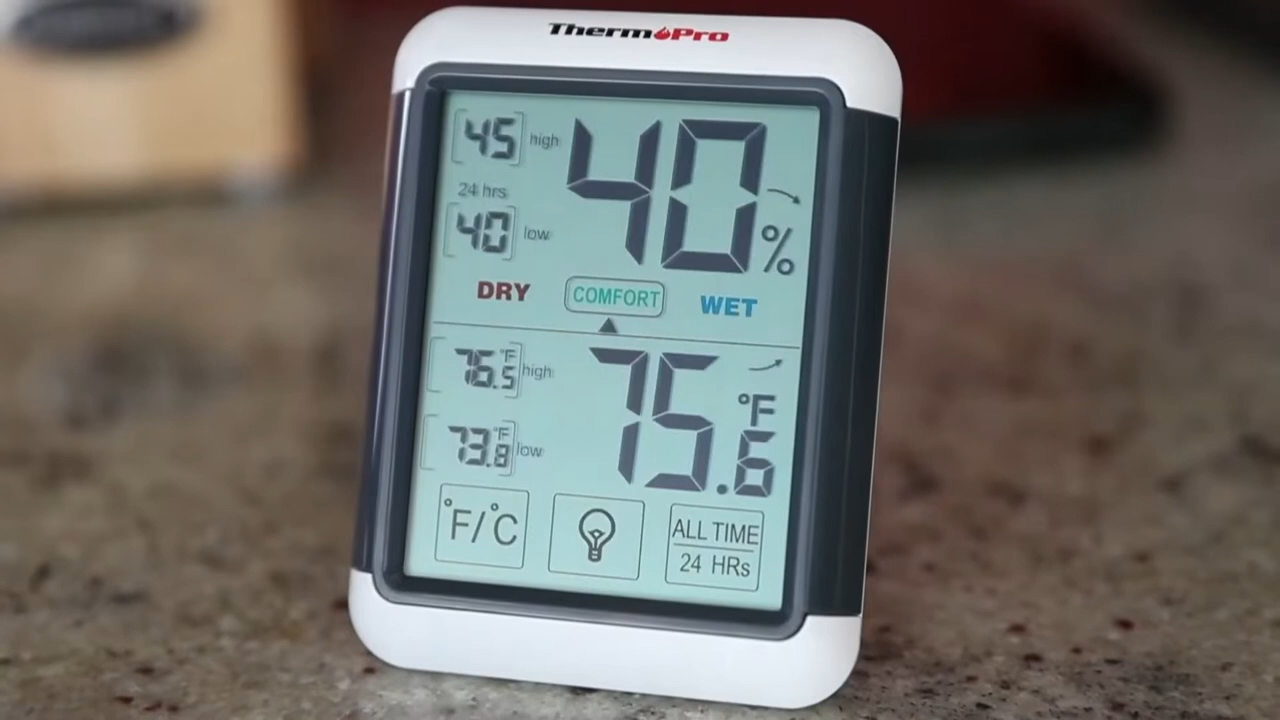 ThermoPro
45 high
40 %
24 hrs
40 low
DRY COMFORT WET
76.5 °F high
75.6 °F
73.8 °F low
°F/°C
ALL TIME
24 HRs